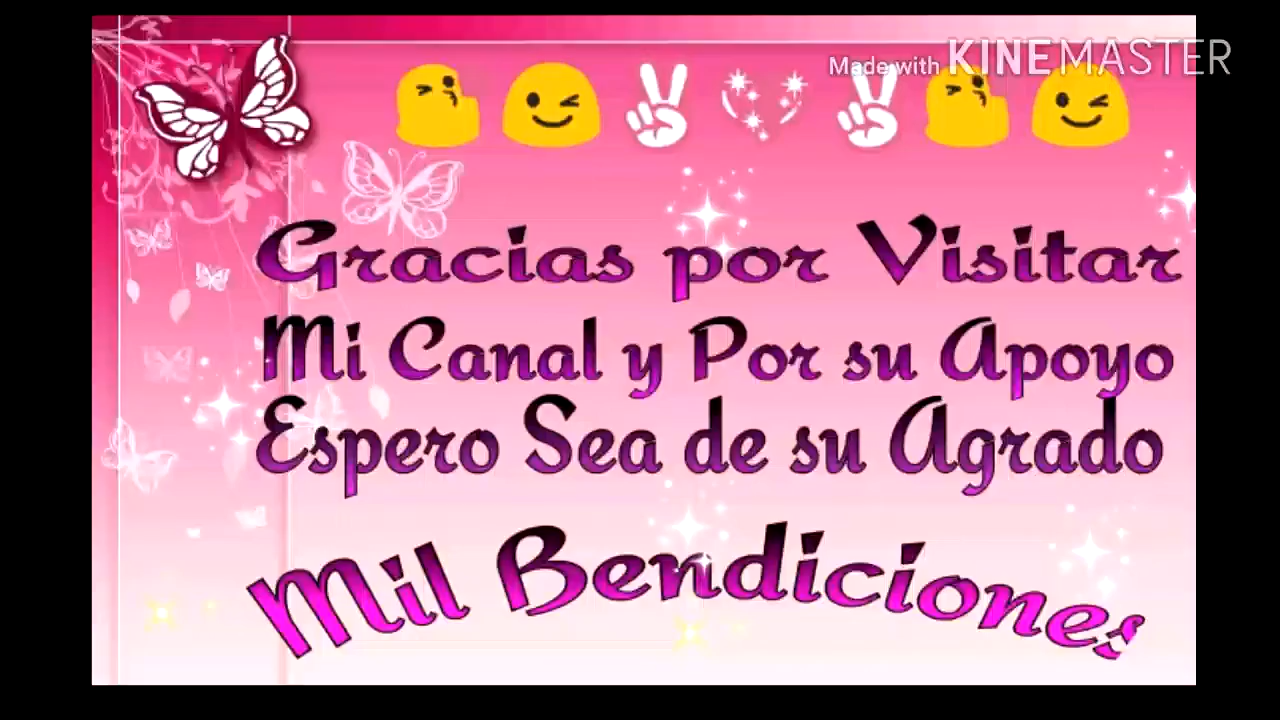 Made with KINEMASTER
Gracias por Visitar
Mi Canal y Por su Apoyo
Espero Sea de su Agrado
Mil Bendiciones